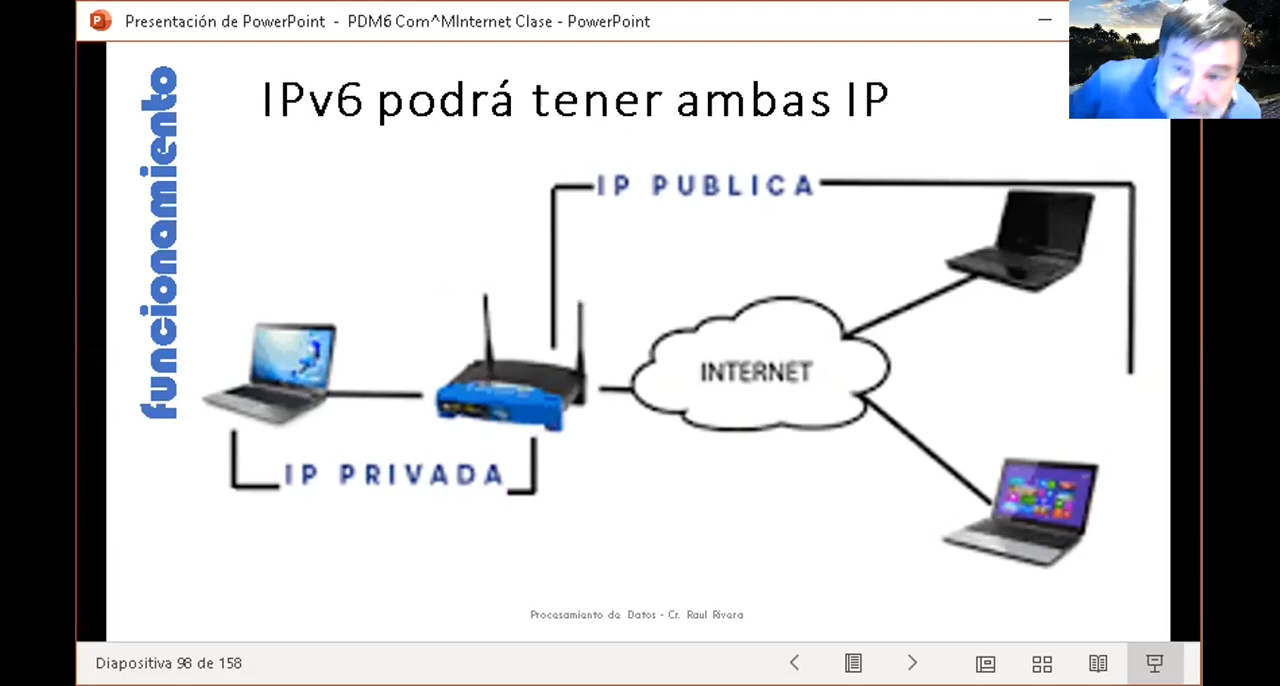 Presentación de PowerPoint - PDM6 Com^MInternet Clase - PowerPoint
funcionamiento
IPv6 podrá tener ambas IP
IP PUBLICA
INTERNET
IP PRIVADA
Procesamiento de Datos - Cr. Raul Rivera
Diapositiva 98 de 158